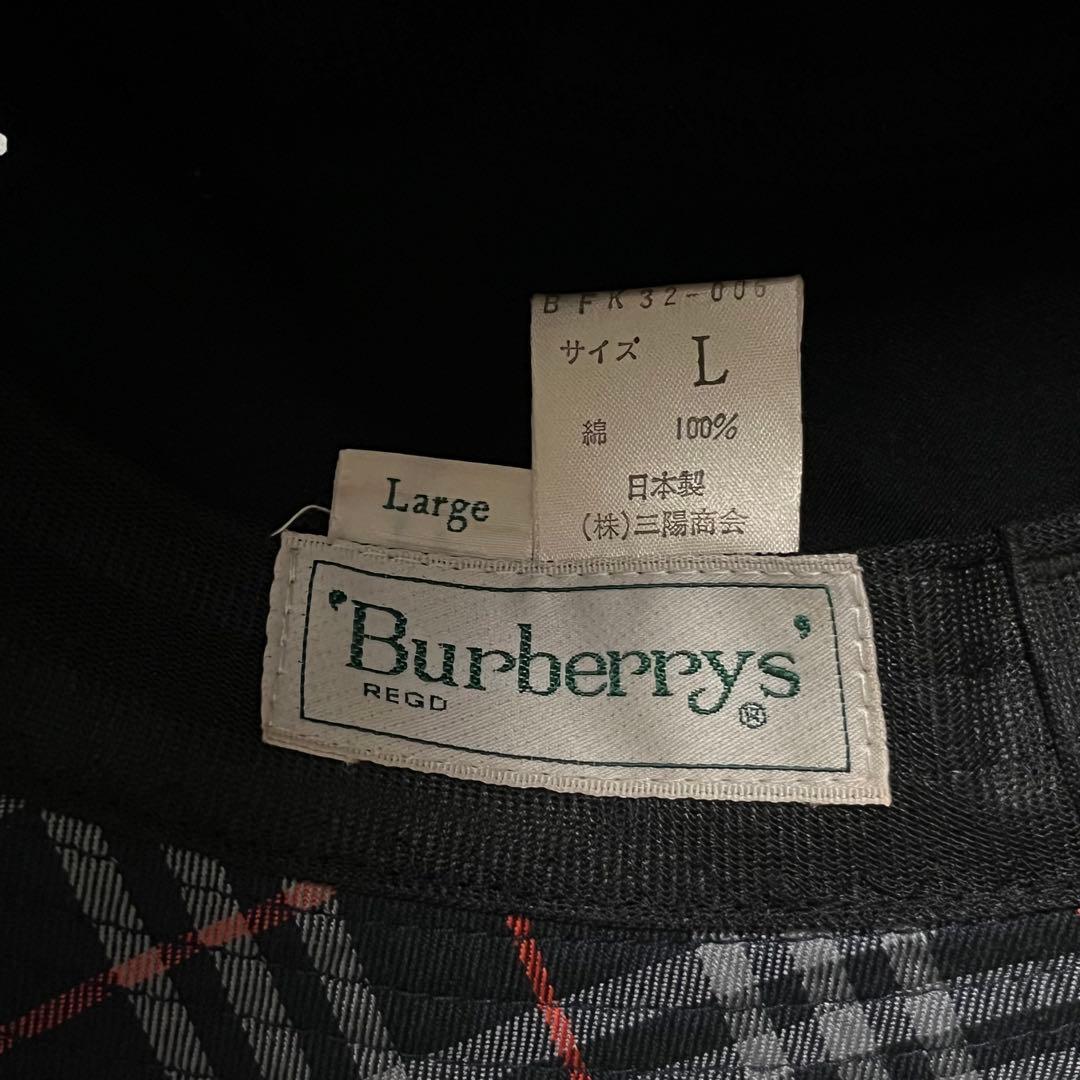 BFK32-006
サイズ L
綿 100%
日本製
(株)三陽商会
Large
'Burberrys'
REGD ®